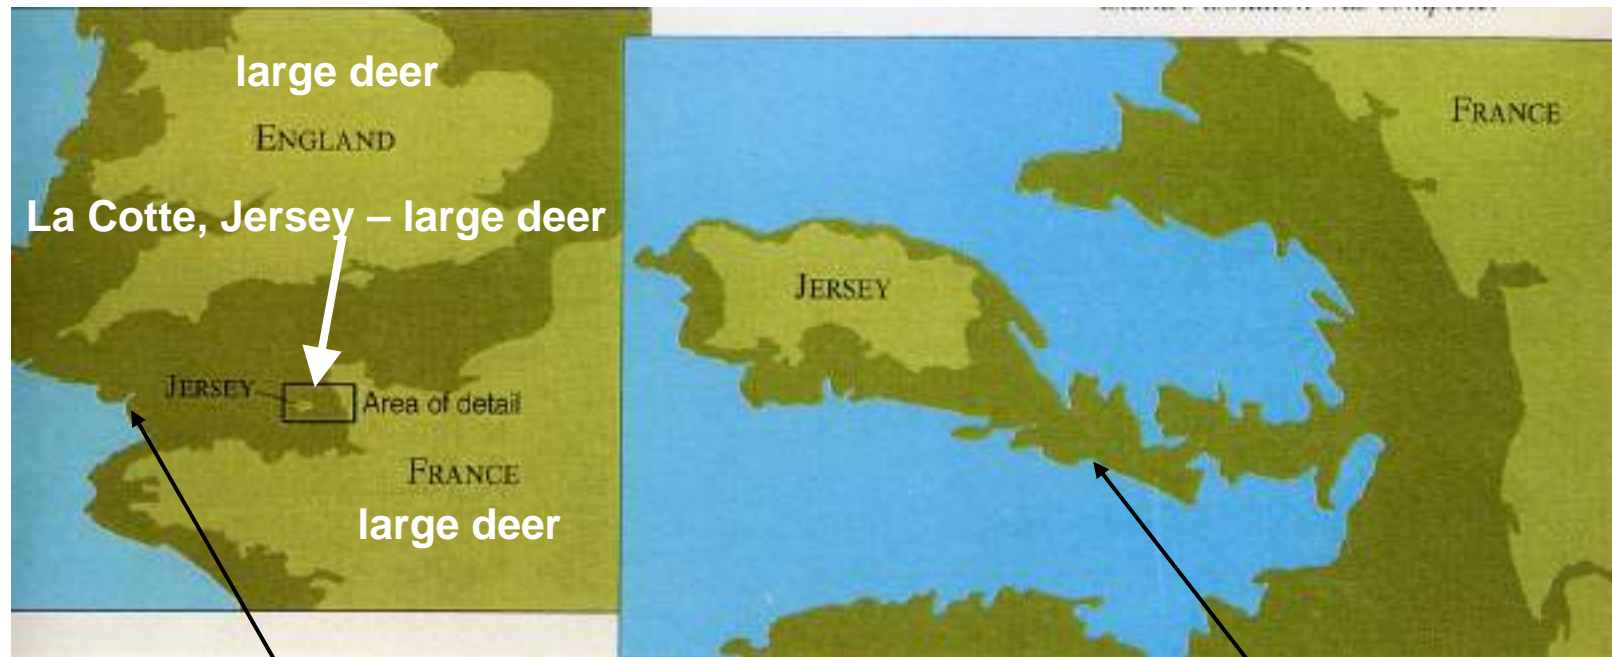 large deer
ENGLAND
La Cotte, Jersey – large deer
JERSEY
Area of detail
FRANCE
large deer
FRANCE
JERSEY